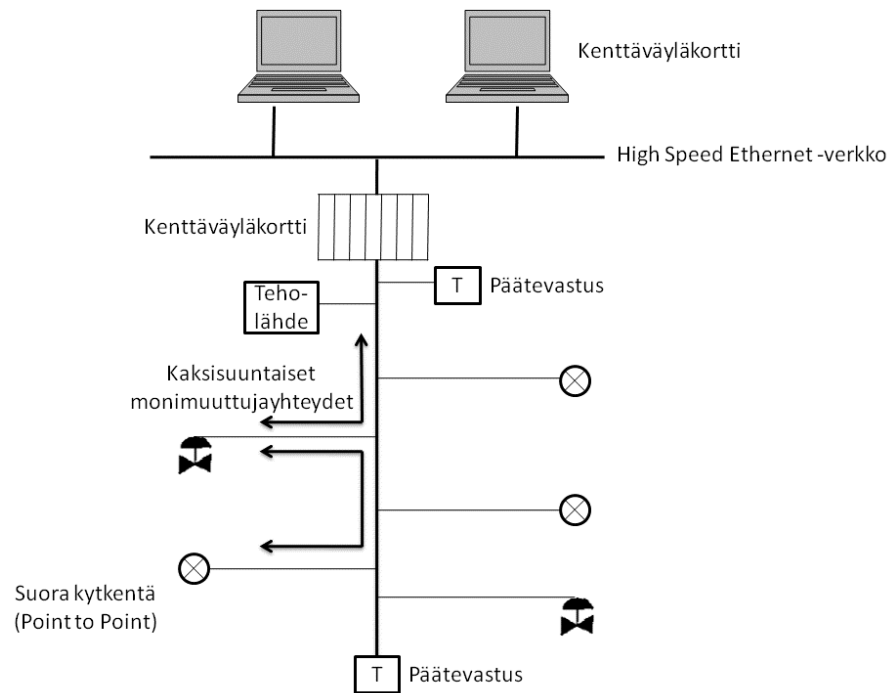 Kenttäväyläkortti
High Speed Ethernet -verkko
Kenttäväyläkortti
T
Päätevastus
Teho-
lähde
Kaksisuuntaiset
monimuuttujayhteydet
Suora kytkentä
(Point to Point)
T
Päätevastus